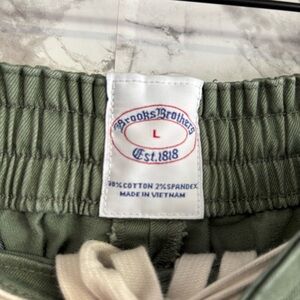 Brooks Brothers
L
Est. 1818
98% COTTON 2% SPANDEX
MADE IN VIETNAM